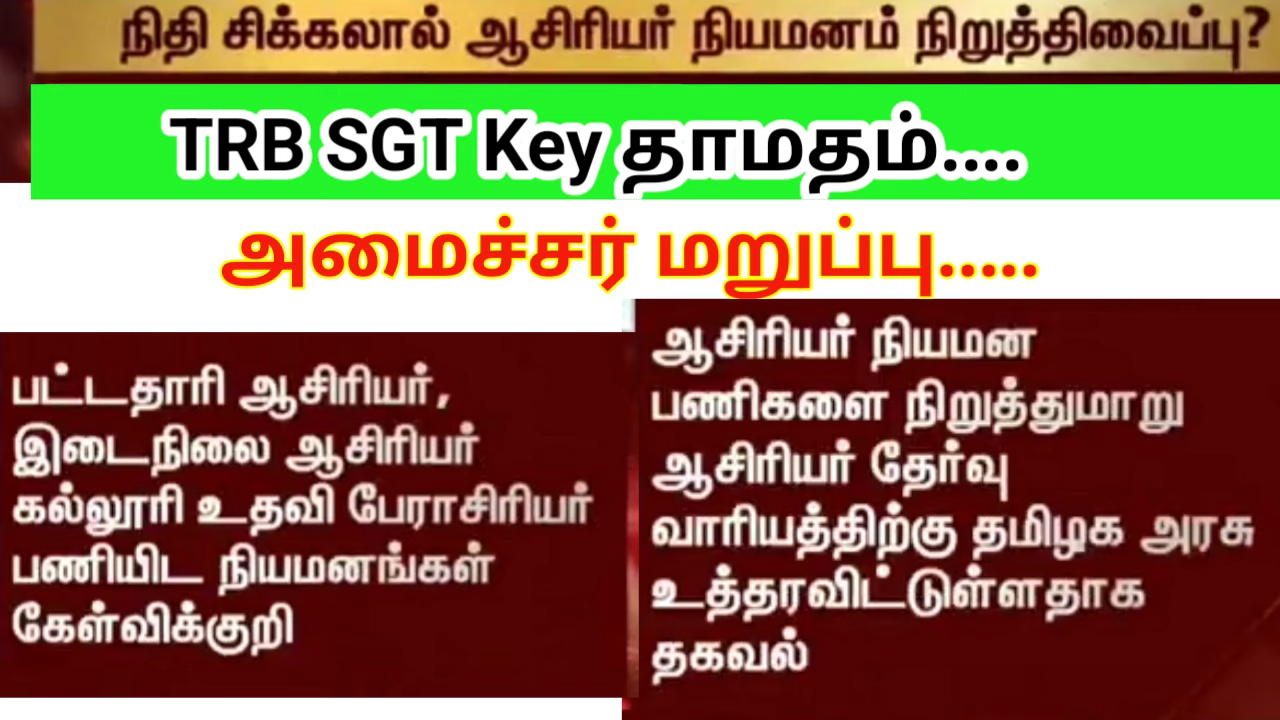 நிதி சிக்கலால் ஆசிரியர் நியமனம் நிறுத்திவைப்பு?
TRB SGT Key தாமதம்....
அமைச்சர் மறுப்பு.....
பட்டதாரி ஆசிரியர்,
இடைநிலை ஆசிரியர்
கல்லூரி உதவி பேராசிரியர்
பணியிட நியமனங்கள்
கேள்விக்குறி
ஆசிரியர் நியமன
பணிகளை நிறுத்துமாறு
ஆசிரியர் தேர்வு
வாரியத்திற்கு தமிழக அரசு
உத்தரவிட்டுள்ளதாக
தகவல்